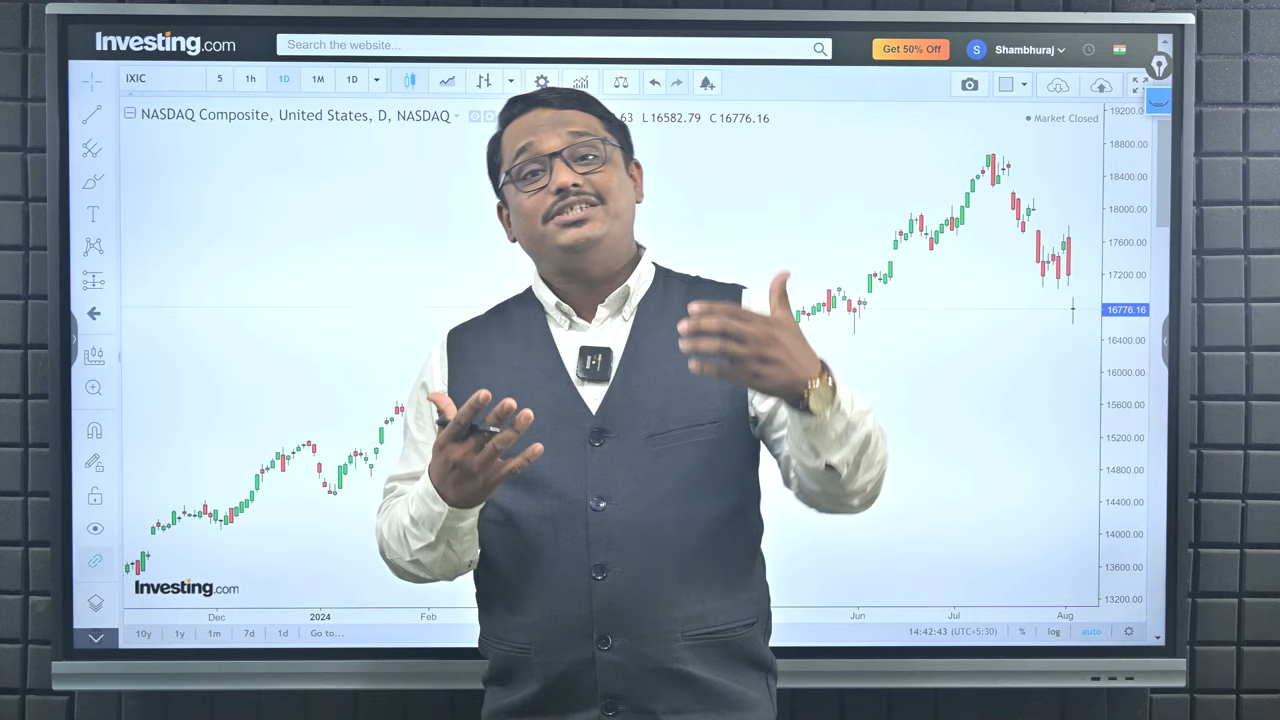 Investing.com
Search the website...
Get 50% Off
S
Shambhuraj
IXIC
5
1h
1D
1M
1D
NASDAQ Composite, United States, D, NASDAQ
63 L16582.79 C16776.16
Market Closed
19200.00
18800.00
18400.00
18000.00
17600.00
17200.00
16776.16
16400.00
16000.00
15600.00
15200.00
14800.00
14400.00
14000.00
13600.00
13200.00
T
Investing.com
Dec
2024
Feb
Jun
Jul
Aug
10y
1y
1m
7d
1d
Go to...
14:42:43 (UTC+5:30)
%
log
auto